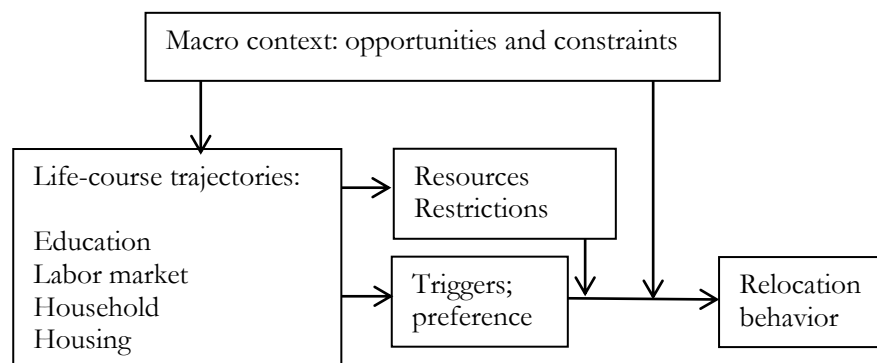 Macro context: opportunities and constraints
Life-course trajectories:
Education
Labor market
Household
Housing
Resources
Restrictions
Triggers;
preference
Relocation
behavior